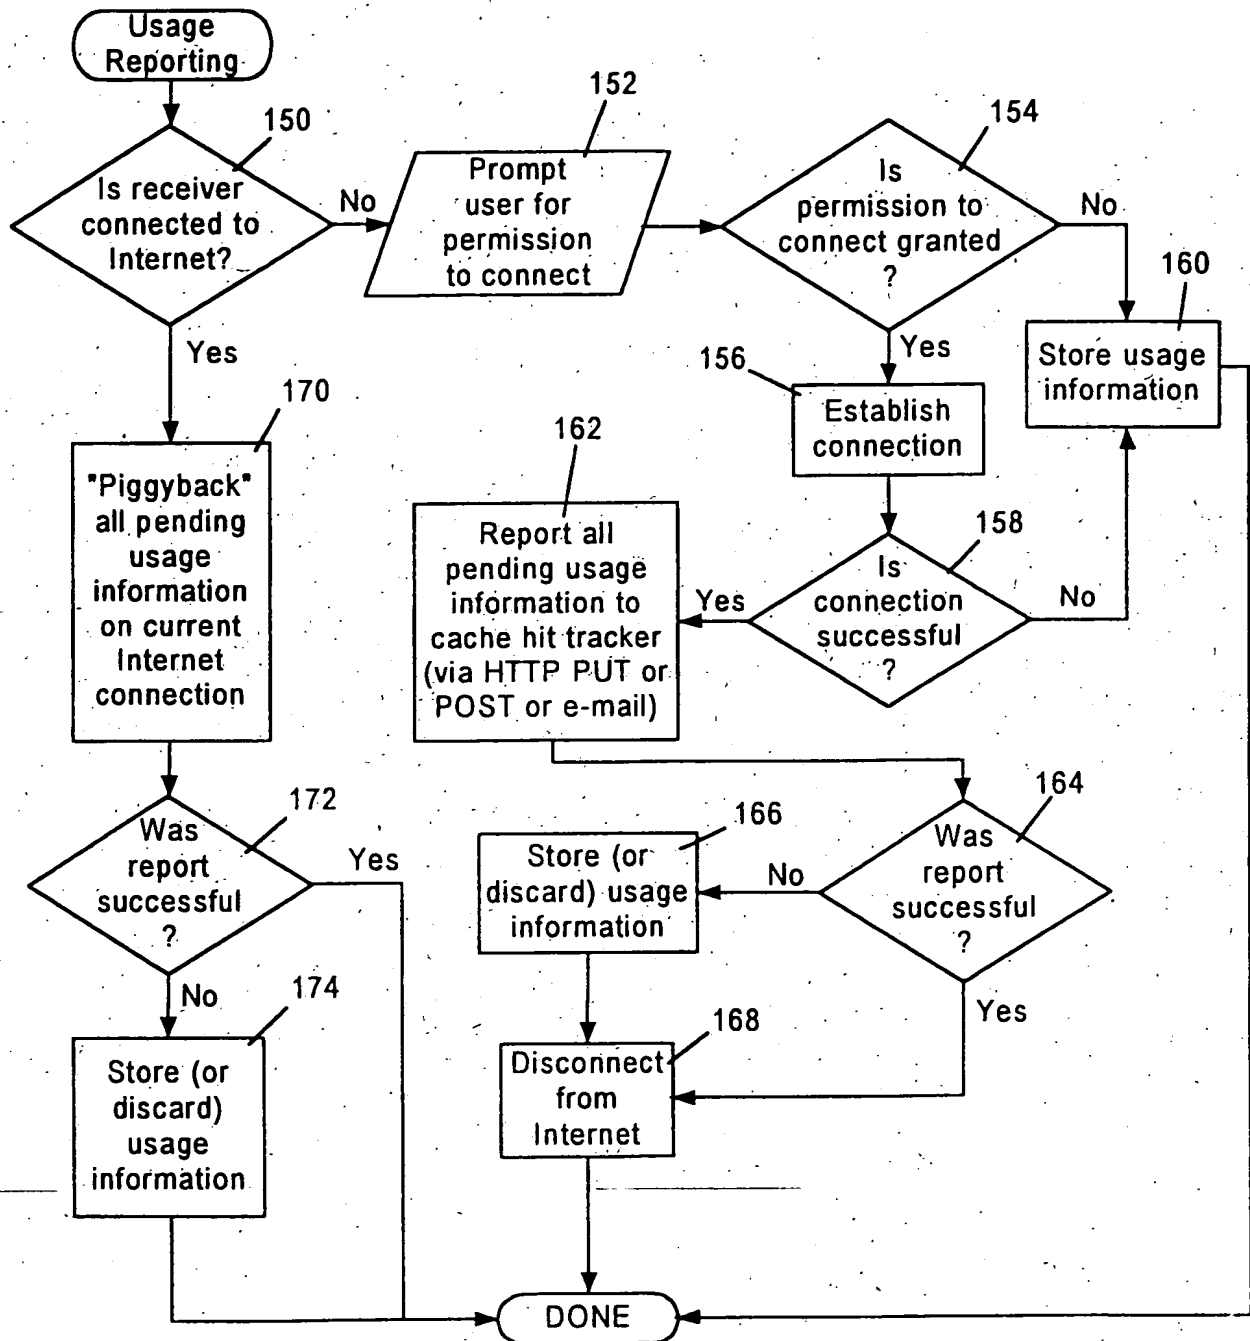 Usage
Reporting
150
Is receiver
connected to
Internet?
No
Yes
152
Prompt
user for
permission
to connect
154
Is
permission to
connect granted
?
No
Yes
160
Store usage
information
156
Establish
connection
158
Is
connection
successful
?
No
Yes
162
Report all
pending usage
information to
cache hit tracker
(via HTTP PUT or
POST or e-mail)
170
"Piggyback"
all pending
usage
information
on current
Internet
connection
172
Was
report
successful
?
Yes
No
174
Store (or
discard)
usage
information
164
Was
report
successful
?
No
Yes
166
Store (or
discard) usage
information
168
Disconnect
from
Internet
DONE